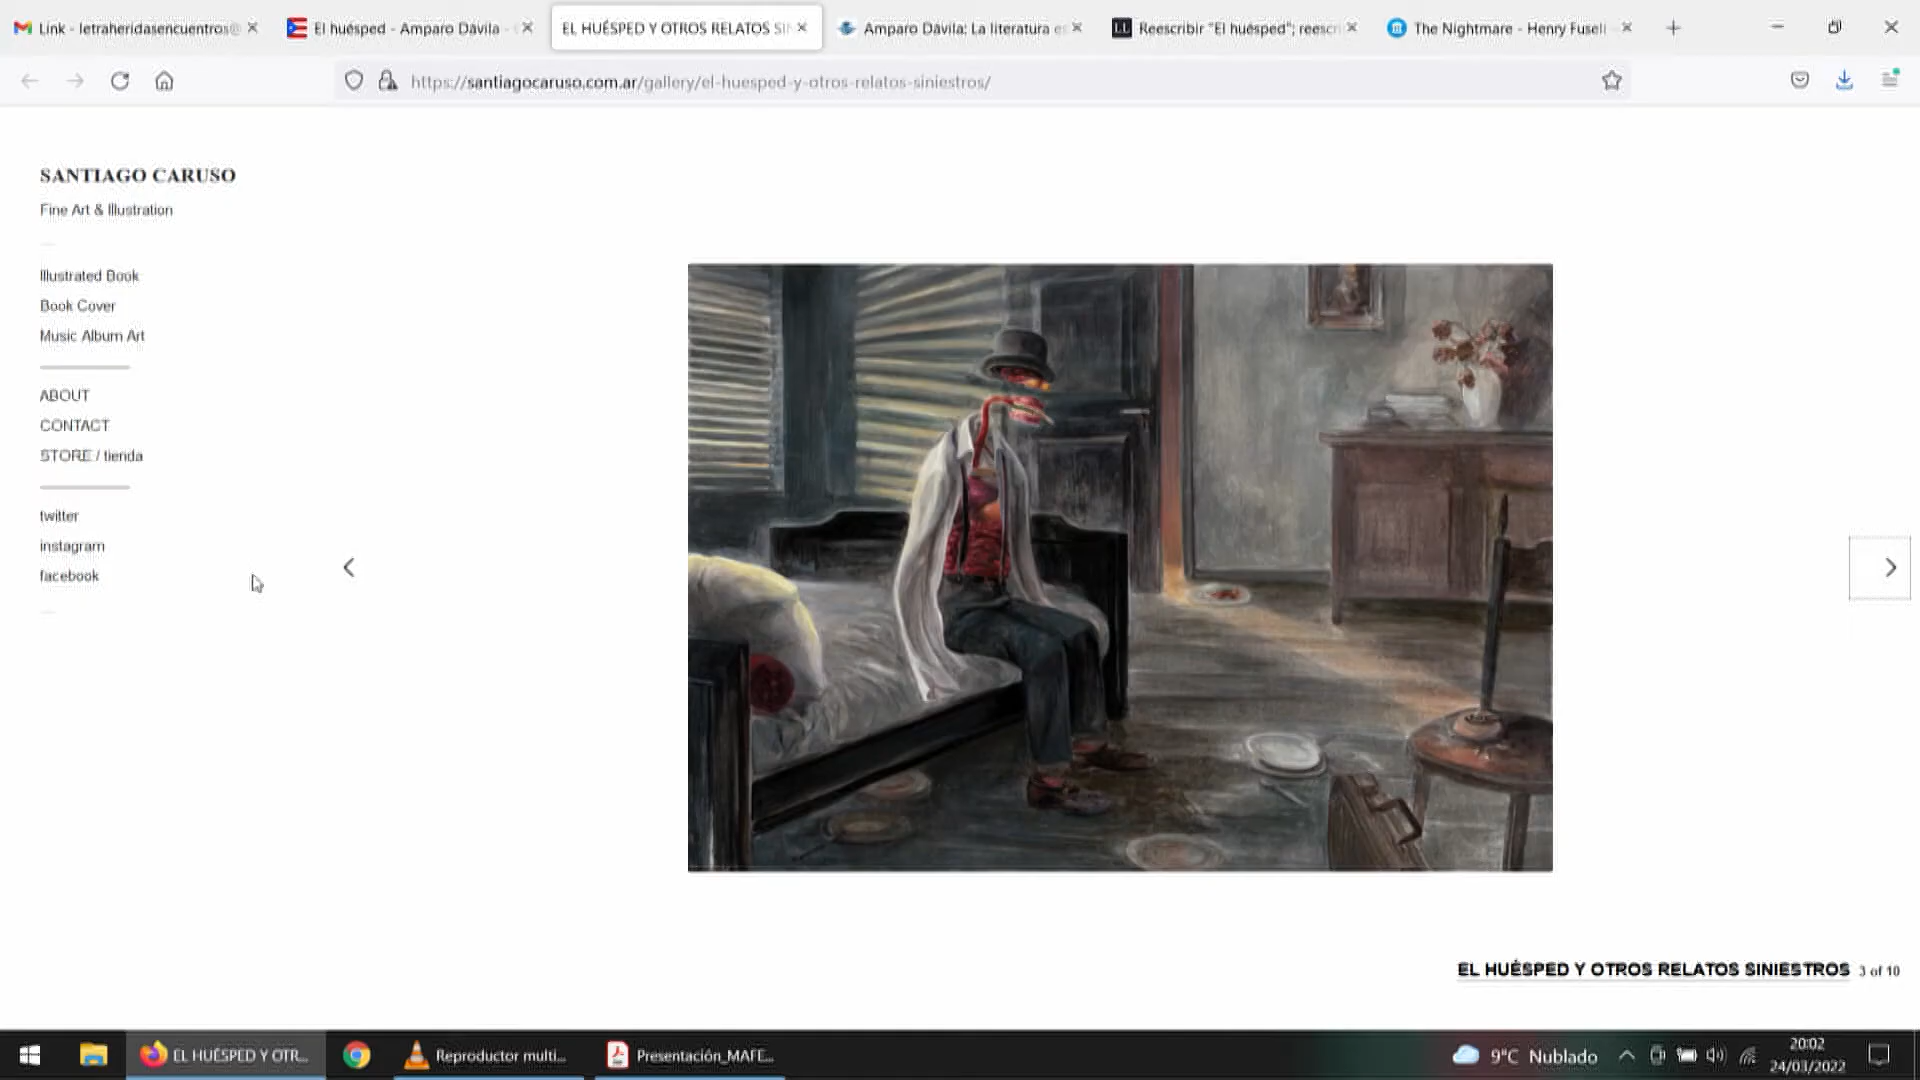 Link - letraheridasencuentros@
El huésped - Amparo Dávila -
EL HUÉSPED Y OTROS RELATOS SIN
Amparo Dávila: La literatura es
Reescribir "El huésped"; reescri
The Nightmare - Henry Fuseli
https://santiagocaruso.com.ar/gallery/el-huesped-y-otros-relatos-siniestros/
SANTIAGO CARUSO
Fine Art & Illustration
Illustrated Book
Book Cover
Music Album Art
ABOUT
CONTACT
STORE / tienda
twitter
instagram
facebook
EL HUÉSPED Y OTROS RELATOS SINIESTROS 3 of 10
EL HUÉSPED Y OTR...
Reproductor multi...
Presentación_MAFE...
9°C Nublado
20:02
24/03/2022